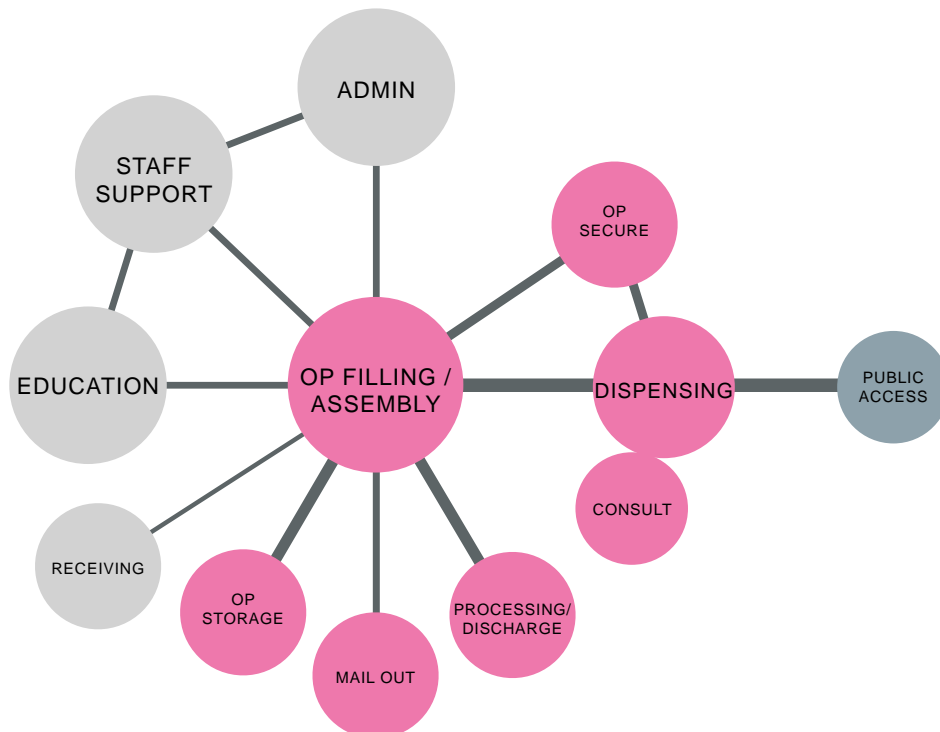 ADMIN
STAFF
SUPPORT
OP
SECURE
EDUCATION
OP FILLING /
ASSEMBLY
DISPENSING
PUBLIC
ACCESS
CONSULT
RECEIVING
OP
STORAGE
PROCESSING/
DISCHARGE
MAIL OUT